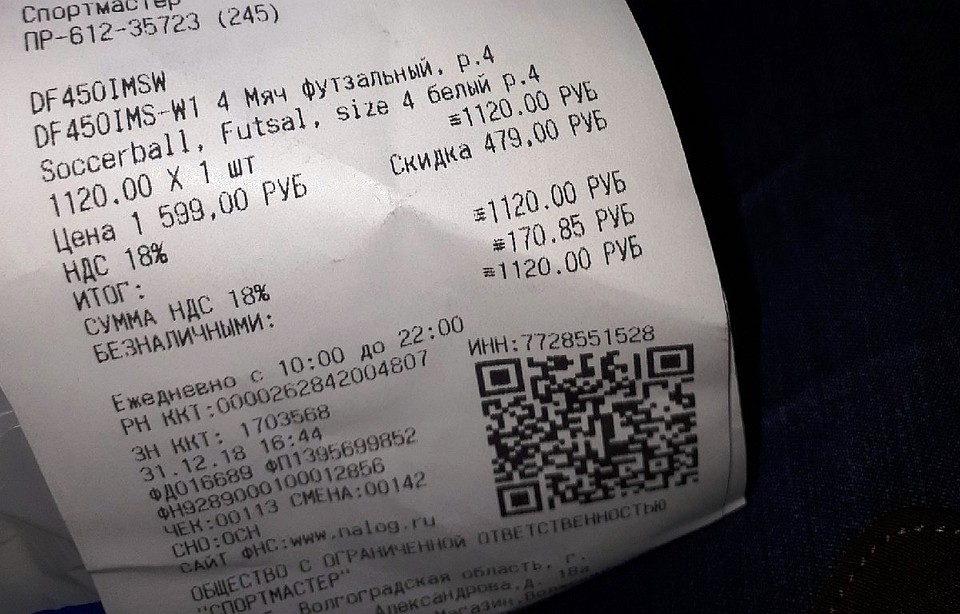 Спортмастер
ПР-612-35723 (245)
DF450IMSW
DF450IMS-W1 4 Мяч футзальный, р.4
Soccerball, Futsal, size 4 белый р.4
1120.00 X 1 шт ≡1120.00 РУБ
Цена 1 599,00 РУБ Скидка 479,00 РУБ
НДС 18%
ИТОГ: ≡1120.00 РУБ
СУММА НДС 18% ≡170.85 РУБ
БЕЗНАЛИЧНЫМИ: ≡1120.00 РУБ
Ежедневно с 10:00 до 22:00
РН ККТ:0000262842004807 ИНН:7728551528
ЗН ККТ: 1703568
31.12.18 16:44
ФД016689 ФП1395699852
ФН9289000100012856
ЧЕК:00113 СМЕНА:00142
СНО:ОСН
САЙТ ФНС:www.nalog.ru
ОБЩЕСТВО С ОГРАНИЧЕННОЙ ОТВЕТСТВЕННОСТЬЮ
"СПОРТМАСТЕР"
Волгоградская область, г.
Александрова,д. 18а
Магазин